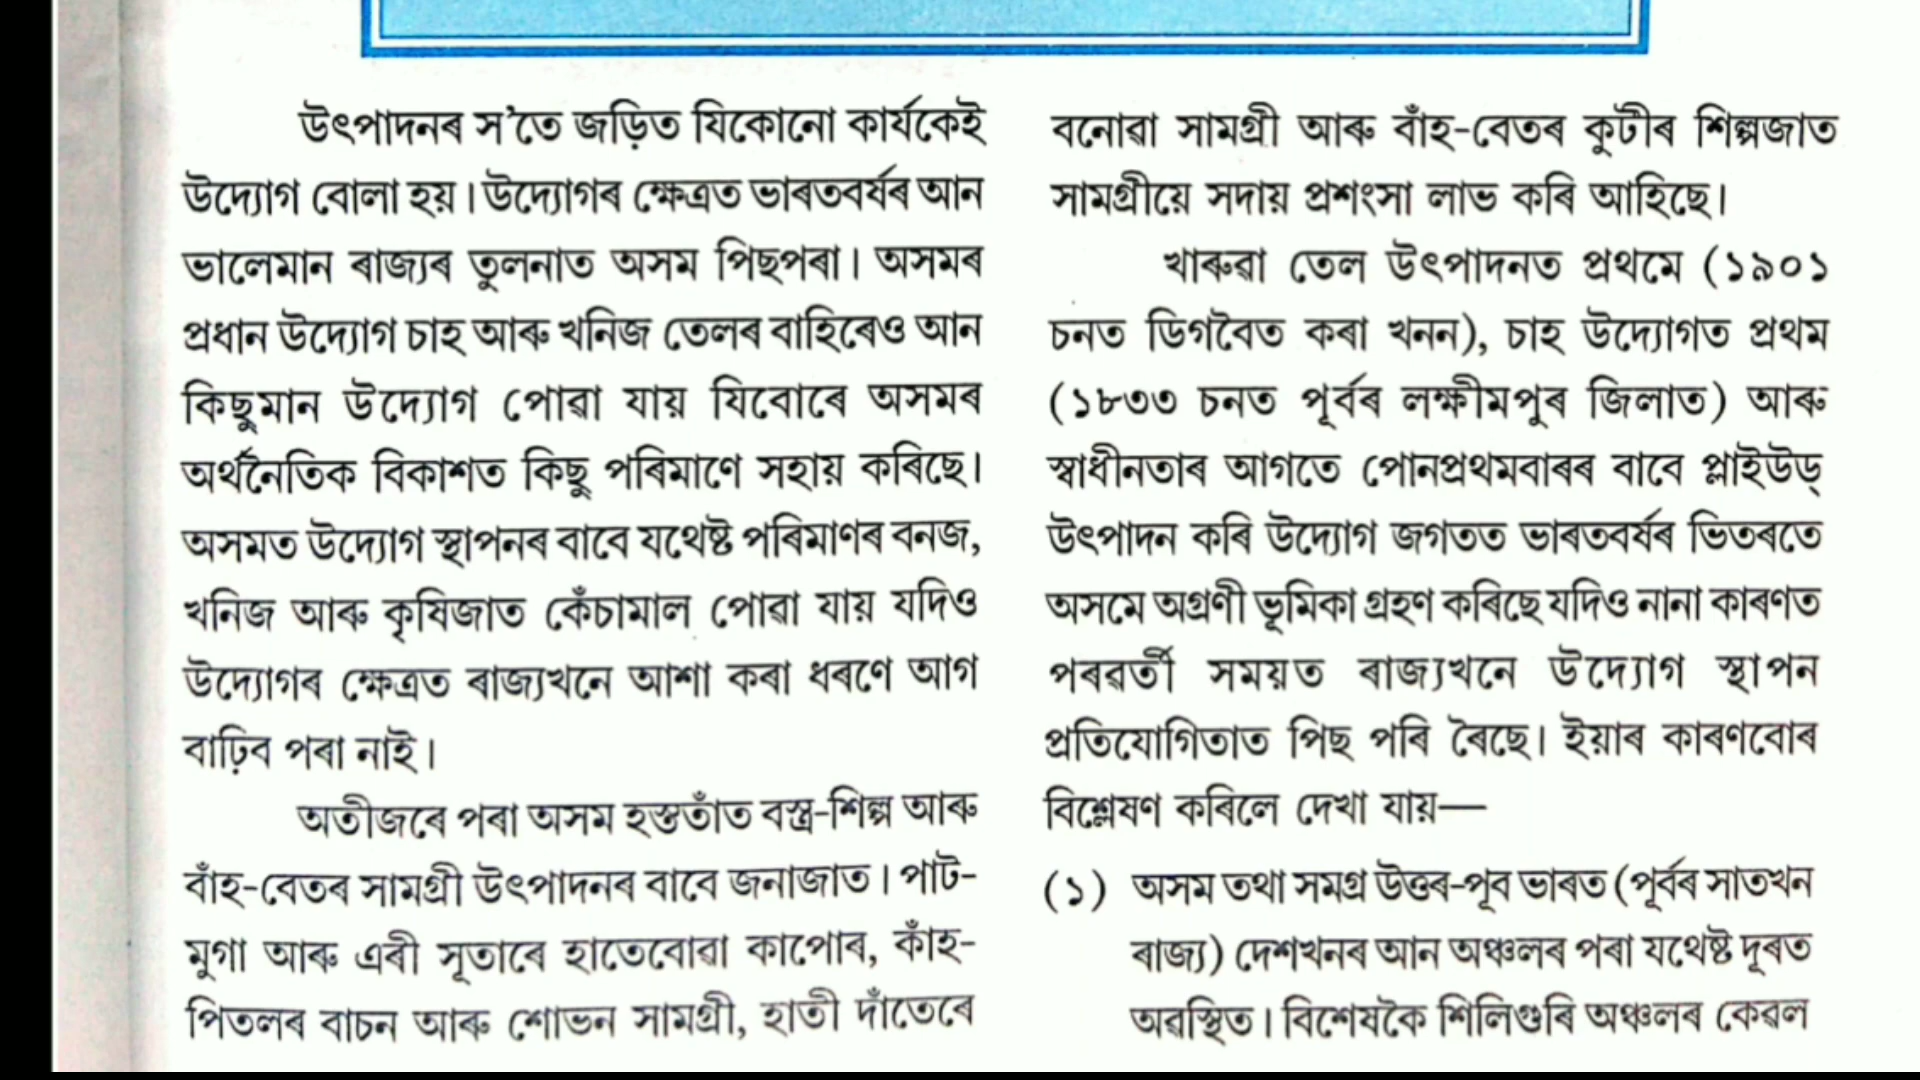 উৎপাদনৰ স'তে জড়িত যিকোনো কাৰ্যকেই
উদ্যোগ বোলা হয়। উদ্যোগৰ ক্ষেত্ৰত ভাৰতবৰ্ষৰ আন
ভালেমান ৰাজ্যৰ তুলনাত অসম পিছপৰা। অসমৰ
প্ৰধান উদ্যোগ চাহ আৰু খনিজ তেলৰ বাহিৰেও আন
কিছুমান উদ্যোগ পোৱা যায় যিবোৰে অসমৰ
অৰ্থনৈতিক বিকাশত কিছু পৰিমাণে সহায় কৰিছে।
অসমত উদ্যোগ স্থাপনৰ বাবে যথেষ্ট পৰিমাণৰ বনজ,
খনিজ আৰু কৃষিজাত কেঁচামাল পোৱা যায় যদিও
উদ্যোগৰ ক্ষেত্ৰত ৰাজ্যখনে আশা কৰা ধৰণে আগ
বাঢ়িব পৰা নাই।
অতীজৰে পৰা অসম হস্ততাঁত বস্ত্ৰ-শিল্প আৰু
বাঁহ-বেতৰ সামগ্ৰী উৎপাদনৰ বাবে জনাজাত। পাট-
মুগা আৰু এৰী সূতাৰে হাতেবোৱা কাপোৰ, কাঁহ-
পিতলৰ বাচন আৰু শোভন সামগ্ৰী, হাতী দাঁতেৰে
বনোৱা সামগ্ৰী আৰু বাঁহ-বেতৰ কুটীৰ শিল্পজাত
সামগ্ৰীয়ে সদায় প্ৰশংসা লাভ কৰি আহিছে।
খাৰুৱা তেল উৎপাদনত প্ৰথমে (১৯০১
চনত ডিগবৈত কৰা খনন), চাহ উদ্যোগত প্ৰথম
(১৮৩৩ চনত পূৰ্বৰ লক্ষীমপুৰ জিলাত) আৰু
স্বাধীনতাৰ আগতে পোনপ্ৰথমবাৰৰ বাবে প্লাইউড্
উৎপাদন কৰি উদ্যোগ জগতত ভাৰতবৰ্ষৰ ভিতৰতে
অসমে অগ্ৰণী ভূমিকা গ্ৰহণ কৰিছে যদিও নানা কাৰণত
পৰৱৰ্তী সময়ত ৰাজ্যখনে উদ্যোগ স্থাপন
প্ৰতিযোগিতাত পিছ পৰি ৰৈছে। ইয়াৰ কাৰণবোৰ
বিশ্লেষণ কৰিলে দেখা যায়—
(১) অসম তথা সমগ্ৰ উত্তৰ-পূব ভাৰত (পূৰ্বৰ সাতখন
ৰাজ্য) দেশখনৰ আন অঞ্চলৰ পৰা যথেষ্ট দূৰত
অৱস্থিত। বিশেষকৈ শিলিগুৰি অঞ্চলৰ কেৱল